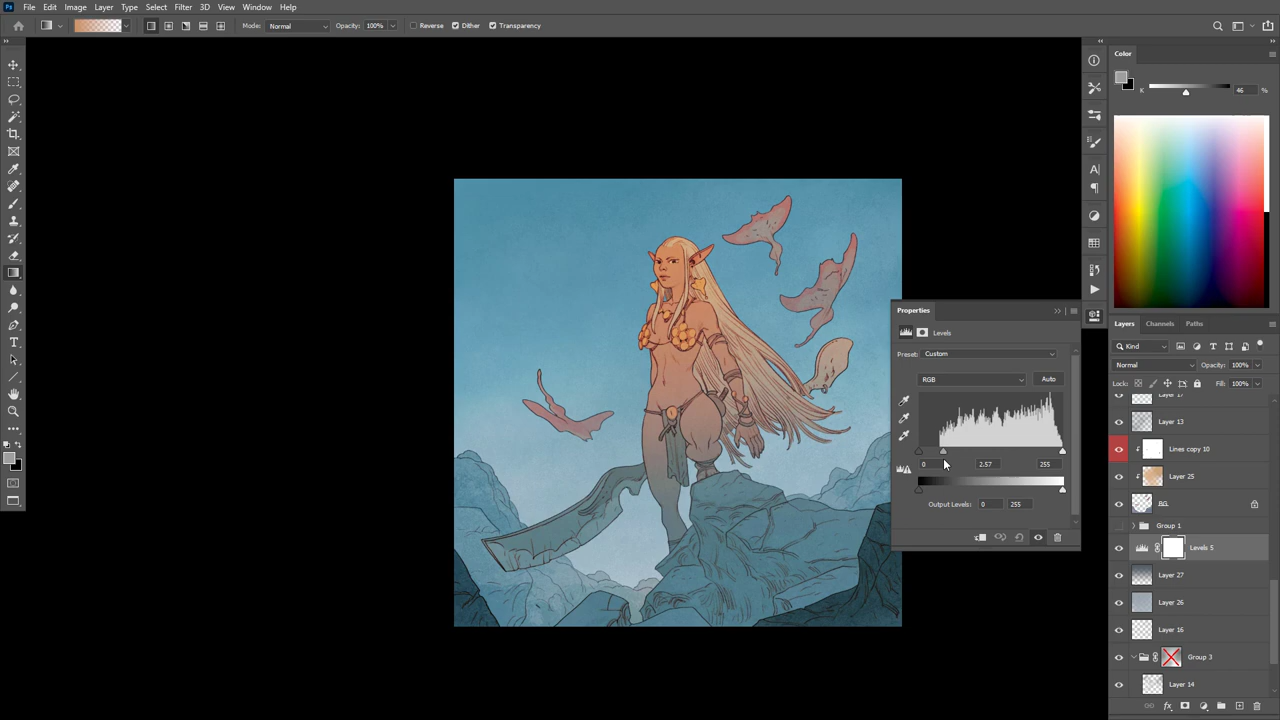 File Edit Image Layer Type Select Filter 3D View Window Help
Mode: Normal Opacity: 100% Reverse Dither Transparency
Color
K 46 %
Properties
Levels
Preset: Custom
RGB Auto
0 2.57 255
Output Levels: 0 255
Layers Channels Paths
Kind
Normal Opacity: 100%
Lock: Fill: 100%
Layer 17
Layer 13
Lines copy 10
Layer 25
BG
Group 1
Levels 5
Layer 27
Layer 26
Layer 16
Group 3
Layer 14